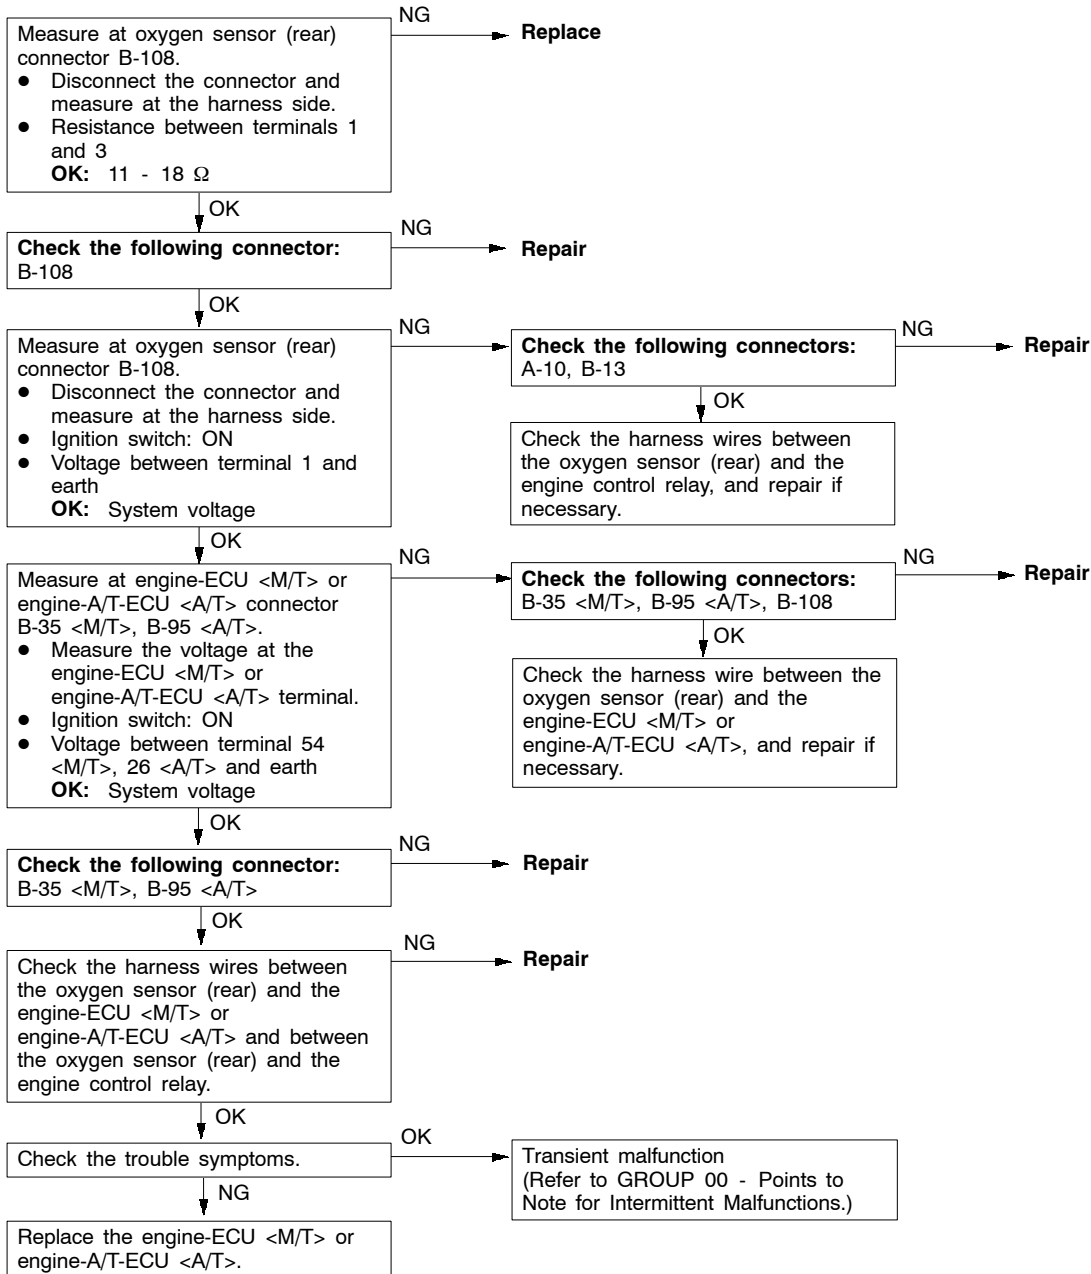 Measure at oxygen sensor (rear)
connector B-108.
● Disconnect the connector and
measure at the harness side.
● Resistance between terminals 1
and 3
OK: 11 - 18 Ω
NG
Replace
OK
Check the following connector:
B-108
NG
Repair
OK
Measure at oxygen sensor (rear)
connector B-108.
● Disconnect the connector and
measure at the harness side.
● Ignition switch: ON
● Voltage between terminal 1 and
earth
OK: System voltage
NG
Check the following connectors:
A-10, B-13
NG
Repair
OK
Check the harness wires between
the oxygen sensor (rear) and the
engine control relay, and repair if
necessary.
OK
Measure at engine-ECU <M/T> or
engine-A/T-ECU <A/T> connector
B-35 <M/T>, B-95 <A/T>.
● Measure the voltage at the
engine-ECU <M/T> or
engine-A/T-ECU <A/T> terminal.
● Ignition switch: ON
● Voltage between terminal 54
<M/T>, 26 <A/T> and earth
OK: System voltage
NG
Check the following connectors:
B-35 <M/T>, B-95 <A/T>, B-108
NG
Repair
OK
Check the harness wire between the
oxygen sensor (rear) and the
engine-ECU <M/T> or
engine-A/T-ECU <A/T>, and repair if
necessary.
OK
Check the following connector:
B-35 <M/T>, B-95 <A/T>
NG
Repair
OK
Check the harness wires between
the oxygen sensor (rear) and the
engine-ECU <M/T> or
engine-A/T-ECU <A/T> and between
the oxygen sensor (rear) and the
engine control relay.
NG
Repair
OK
Check the trouble symptoms.
OK
Transient malfunction
(Refer to GROUP 00 - Points to
Note for Intermittent Malfunctions.)
NG
Replace the engine-ECU <M/T> or
engine-A/T-ECU <A/T>.